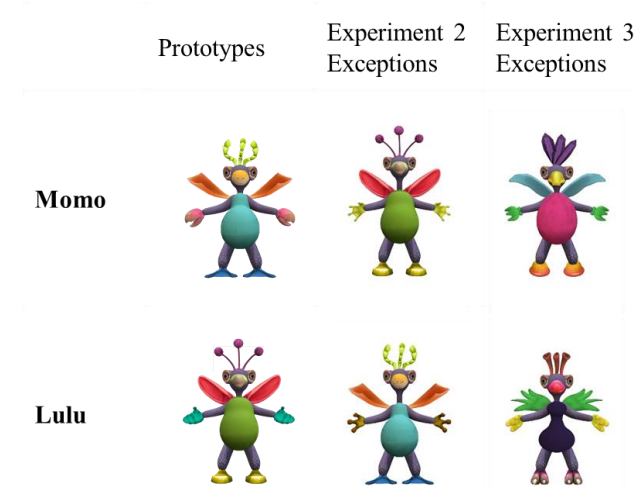 Prototypes
Experiment 2
Exceptions
Experiment 3
Exceptions
Momo
Lulu